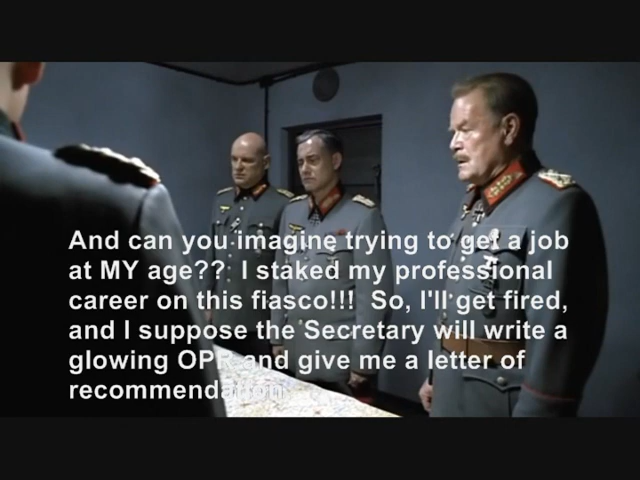 And can you imagine trying to get a job
at MY age?? I staked my professional
career on this fiasco!!! So, I'll get fired,
and I suppose the Secretary will write a
glowing OPR and give me a letter of
recommendation.